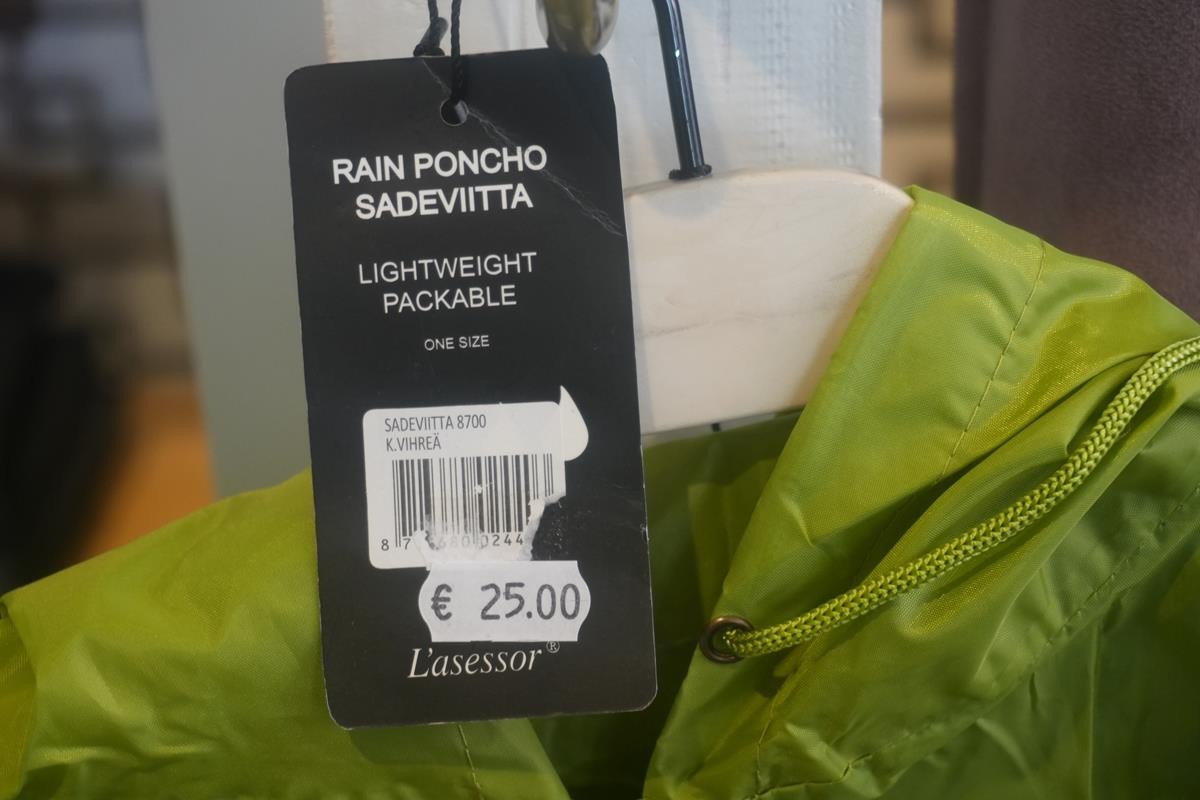 RAIN PONCHO
SADEVIITTA
LIGHTWEIGHT
PACKABLE
ONE SIZE
SADEVIITTA 8700
K.VIHREÄ
€ 25.00
L'asessor®